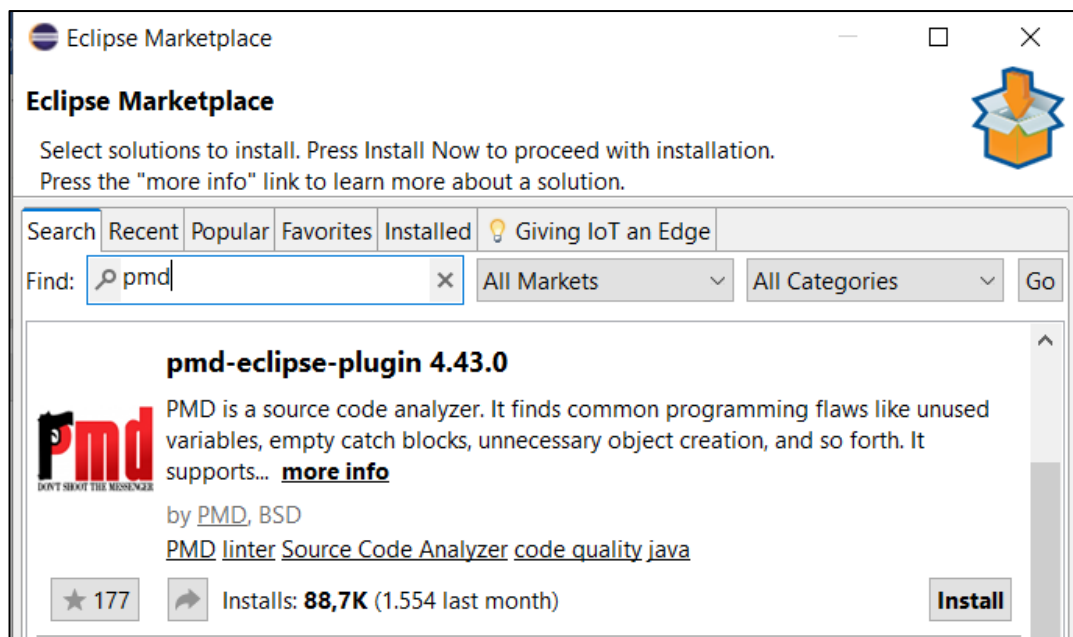 Eclipse Marketplace
Eclipse Marketplace
Select solutions to install. Press Install Now to proceed with installation.
Press the "more info" link to learn more about a solution.
Search Recent Popular Favorites Installed Giving IoT an Edge
Find: pmd All Markets All Categories Go
pmd-eclipse-plugin 4.43.0
PMD is a source code analyzer. It finds common programming flaws like unused
variables, empty catch blocks, unnecessary object creation, and so forth. It
supports... more info
Pmd
DON'T SHOOT THE MESSENGER
by PMD, BSD
PMD linter Source Code Analyzer code quality java
177 Installs: 88,7K (1.554 last month) Install